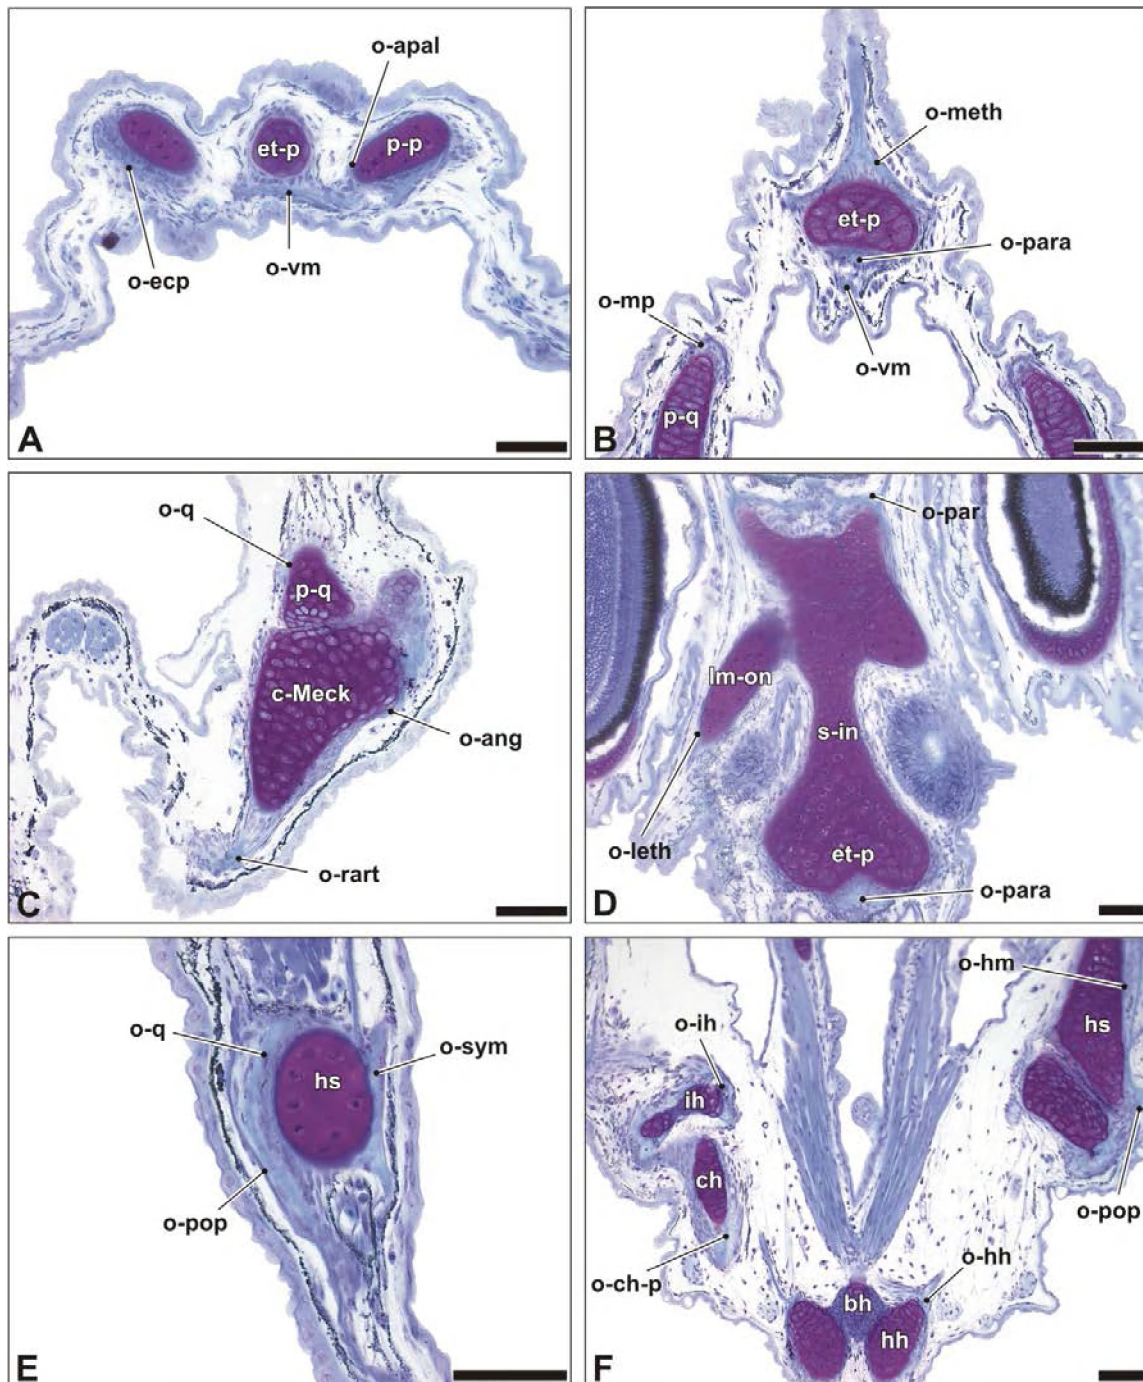 o-apal
et-p
p-p
o-ecp
o-vm
A
o-meth
et-p
o-para
o-mp
o-vm
p-q
B
o-q
p-q
c-Meck
o-ang
o-rart
C
o-par
lm-on
s-in
o-leth
et-p
o-para
D
o-q
o-sym
hs
o-pop
E
o-hm
o-ih
hs
ih
ch
o-pop
o-ch-p
o-hh
bh
hh
F